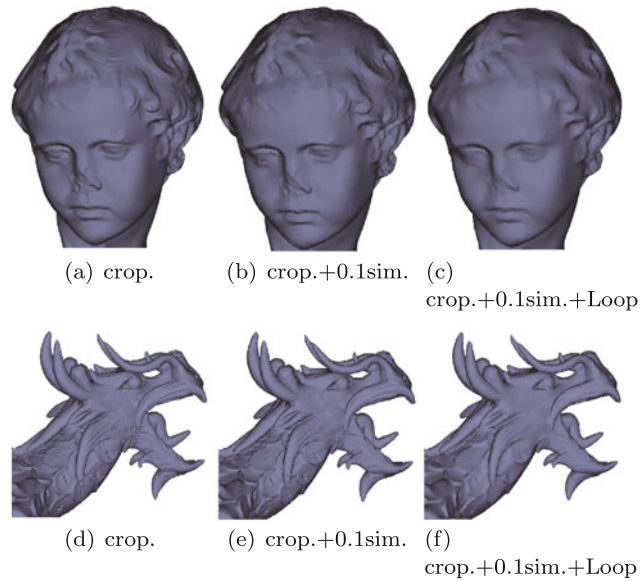 (a) crop.
(b) crop.+0.1sim.
(c)
crop.+0.1sim.+Loop
(d) crop.
(e) crop.+0.1sim.
(f)
crop.+0.1sim.+Loop